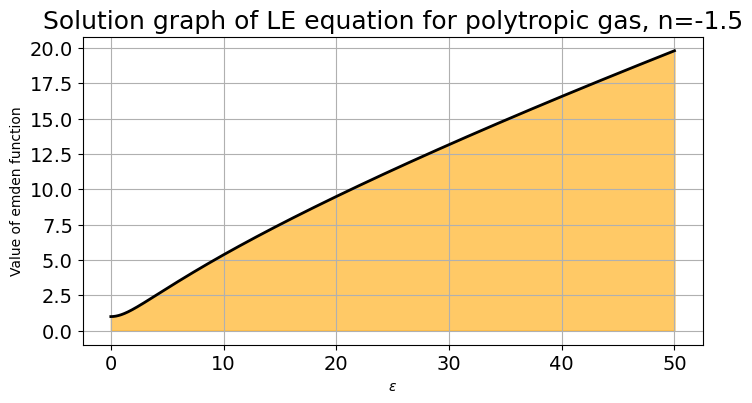 Solution graph of LE equation for polytropic gas, n=-1.5
Value of emden function
20.0
17.5
15.0
12.5
10.0
7.5
5.0
2.5
0.0
0 10 20 30 40 50
ε